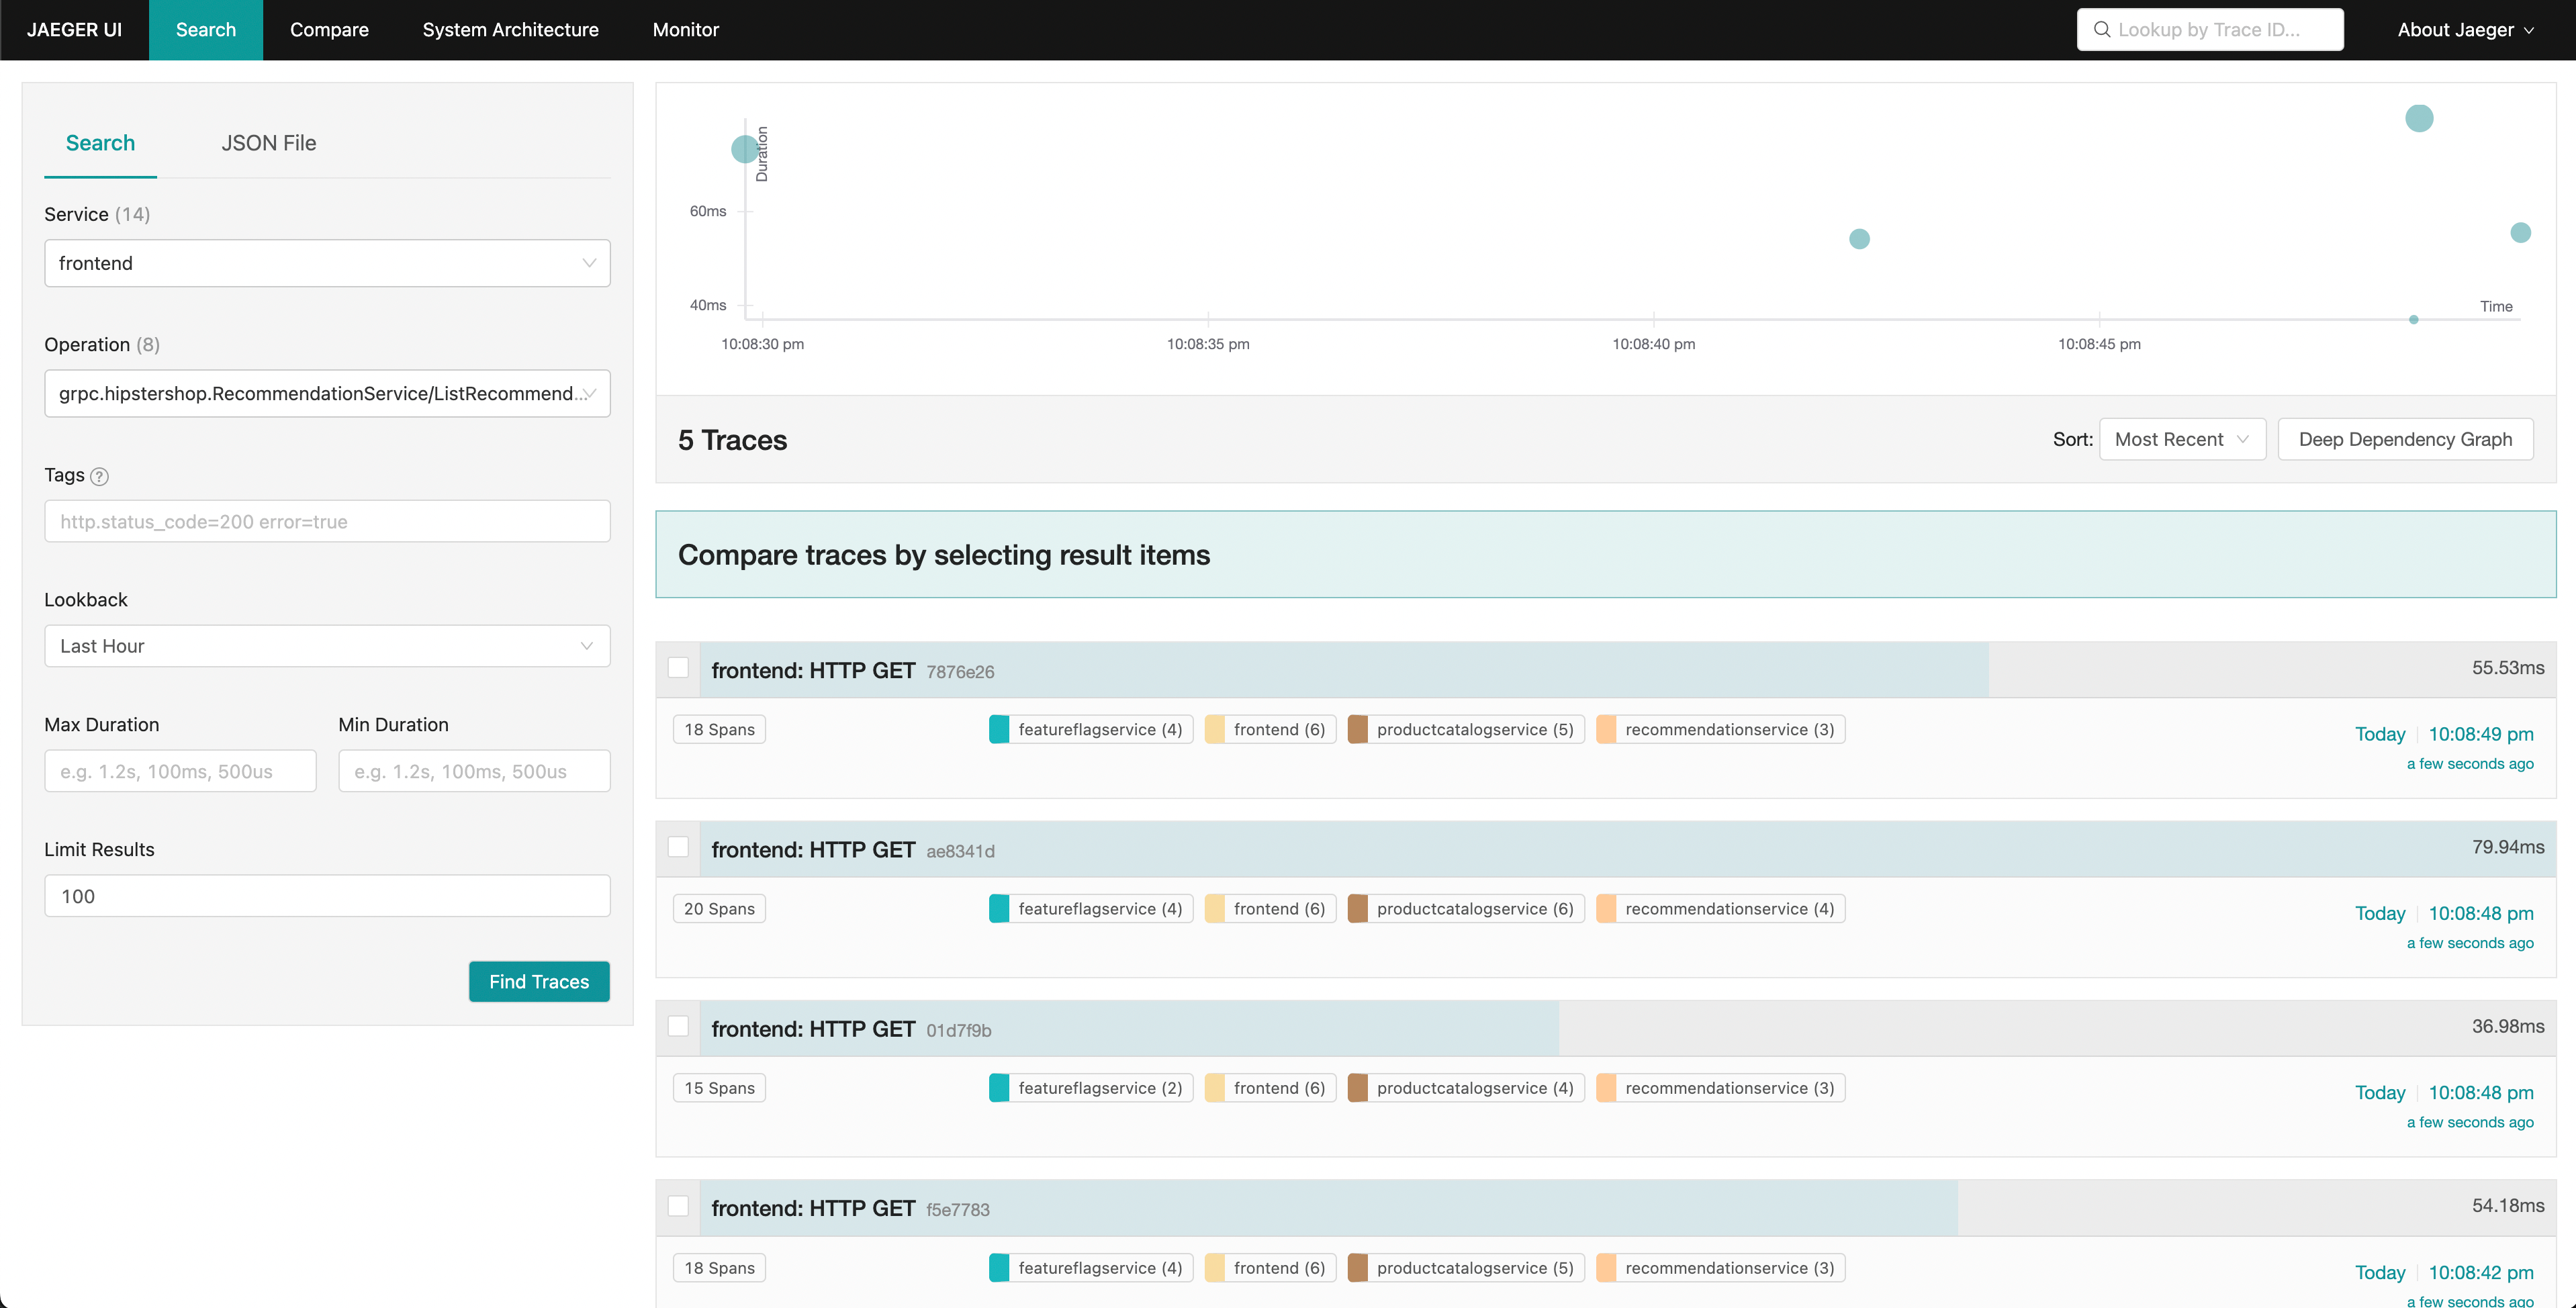 JAEGER UI
Search
Compare
System Architecture
Monitor
Lookup by Trace ID...
About Jaeger
Search
JSON File
Service (14)
frontend
Operation (8)
grpc.hipstershop.RecommendationService/ListRecommend...
Tags ?
http.status_code=200 error=true
Lookback
Last Hour
Max Duration
Min Duration
e.g. 1.2s, 100ms, 500us
e.g. 1.2s, 100ms, 500us
Limit Results
100
Find Traces
Duration
60ms
40ms
Time
10:08:30 pm
10:08:35 pm
10:08:40 pm
10:08:45 pm
5 Traces
Sort:
Most Recent
Deep Dependency Graph
Compare traces by selecting result items
frontend: HTTP GET 7876e26
55.53ms
18 Spans
featureflagservice (4)
frontend (6)
productcatalogservice (5)
recommendationservice (3)
Today
10:08:49 pm
a few seconds ago
frontend: HTTP GET ae8341d
79.94ms
20 Spans
featureflagservice (4)
frontend (6)
productcatalogservice (6)
recommendationservice (4)
Today
10:08:48 pm
a few seconds ago
frontend: HTTP GET 01d7f9b
36.98ms
15 Spans
featureflagservice (2)
frontend (6)
productcatalogservice (4)
recommendationservice (3)
Today
10:08:48 pm
a few seconds ago
frontend: HTTP GET f5e7783
54.18ms
18 Spans
featureflagservice (4)
frontend (6)
productcatalogservice (5)
recommendationservice (3)
Today
10:08:42 pm
a few seconds ago